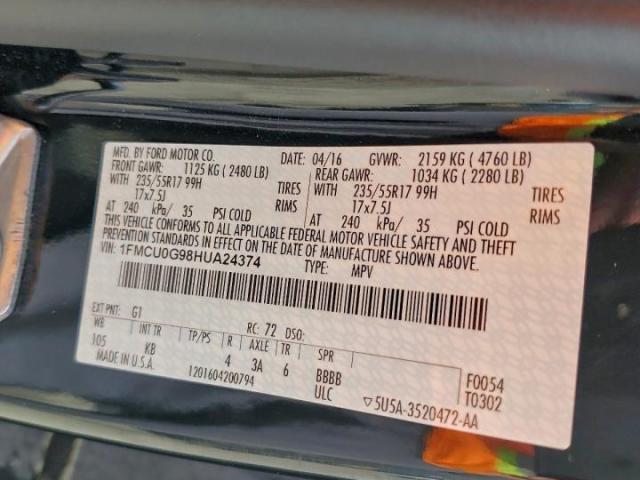 MFD. BY FORD MOTOR CO.
DATE: 04/16 GVWR: 2159 KG ( 4760 LB)
FRONT GAWR: 1125 KG ( 2480 LB)
REAR GAWR: 1034 KG ( 2280 LB)
WITH 235/55R17 99H TIRES
WITH 235/55R17 99H TIRES
17x7.5J RIMS
17x7.5J RIMS
AT 240 kPa/ 35 PSI COLD
AT 240 kPa/ 35 PSI COLD
THIS VEHICLE CONFORMS TO ALL APPLICABLE FEDERAL MOTOR VEHICLE SAFETY AND THEFT
PREVENTION STANDARDS IN EFFECT ON THE DATE OF MANUFACTURE SHOWN ABOVE.
VIN: 1FMCU0G98HUA24374 TYPE: MPV
EXT PNT: G1 RC: 72 DSO:
WB INT TR TP/PS R AXLE TR SPR
105 KB 4 3A 6 BBBB F0054
MADE IN U.S.A. 1201604200794 ULC T0302
▽5U5A-3520472-AA